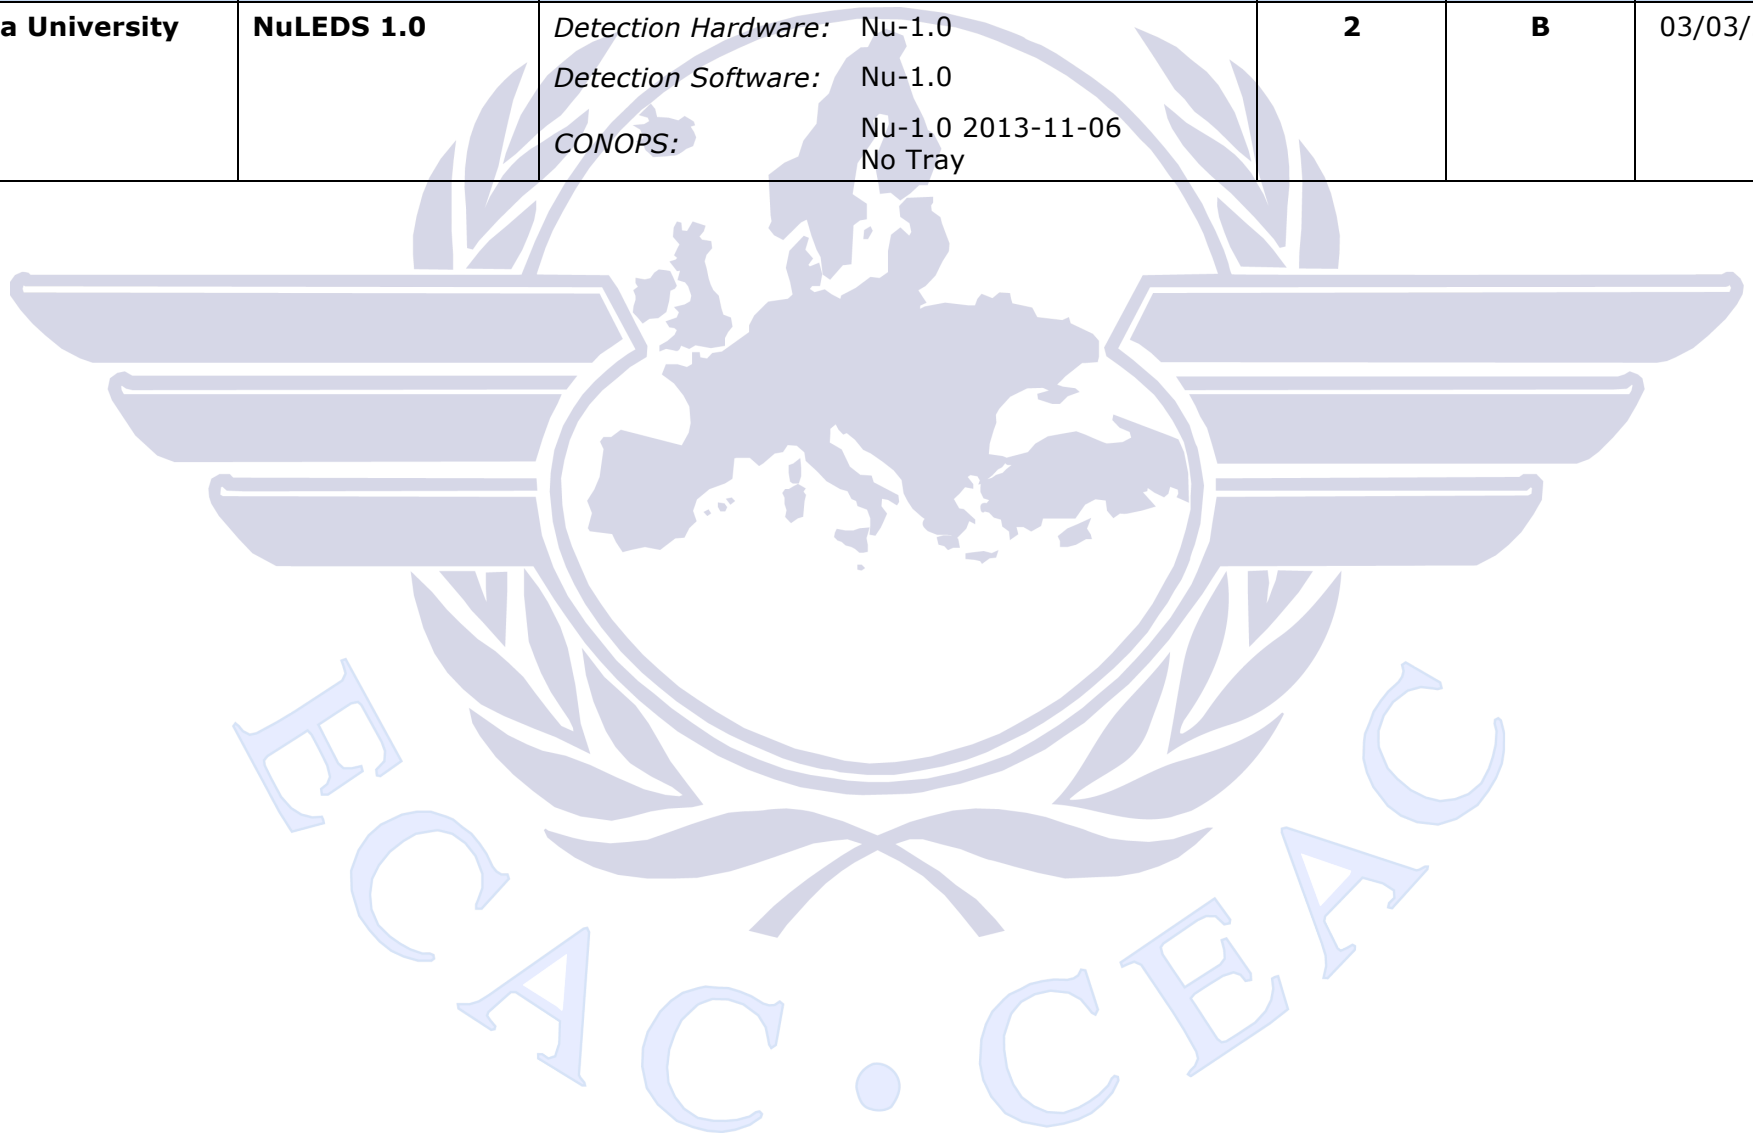 a University NuLEDS 1.0 Detection Hardware: Nu-1.0 2 B 03/03/
Detection Software: Nu-1.0
CONOPS: Nu-1.0 2013-11-06
No Tray
ECAC • CEAC